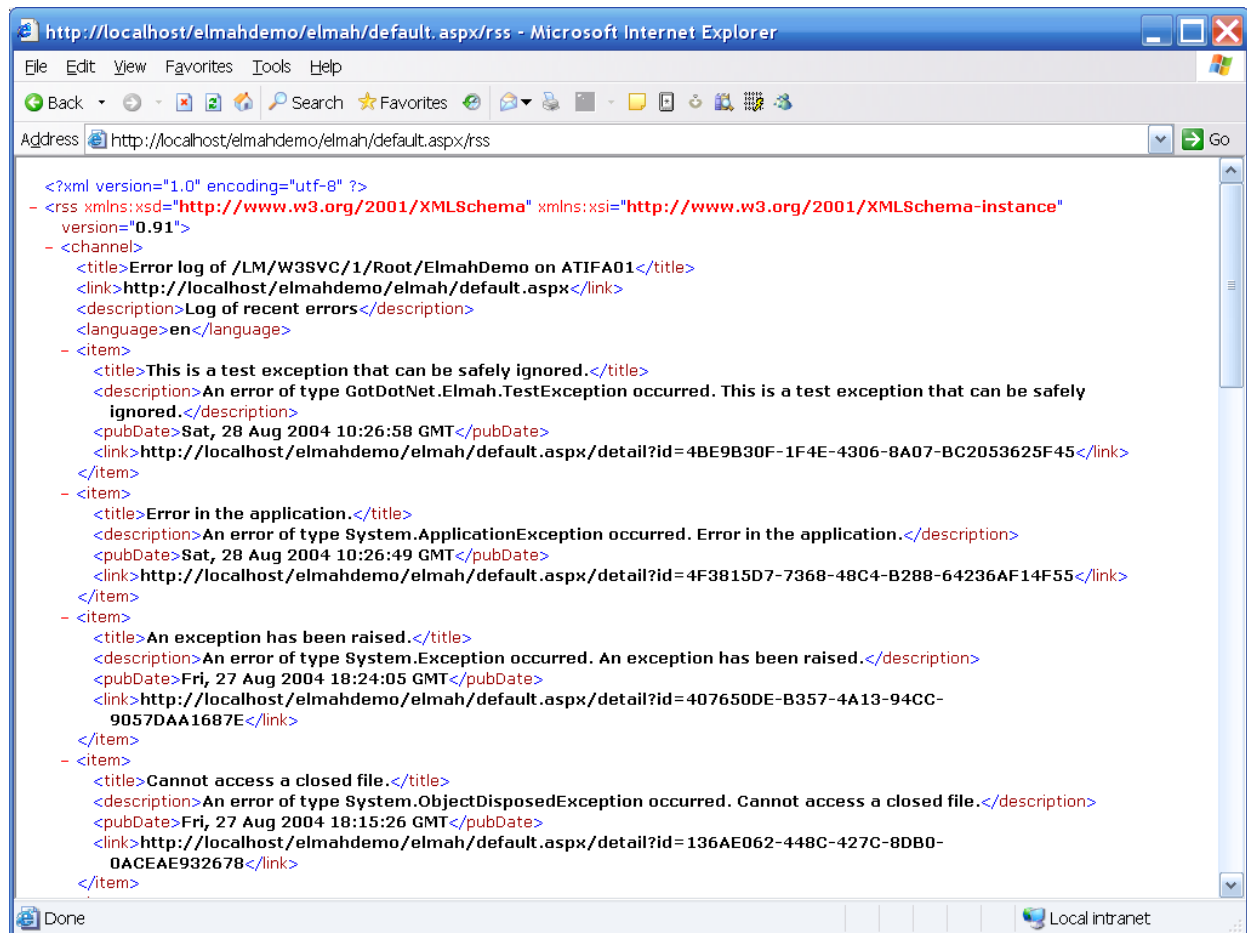 http://localhost/elmahdemo/elmah/default.aspx/rss - Microsoft Internet Explorer
File Edit View Favorites Tools Help
Back Search Favorites
Address http://localhost/elmahdemo/elmah/default.aspx/rss Go
<?xml version="1.0" encoding="utf-8" ?>
- <rss xmlns:xsd="http://www.w3.org/2001/XMLSchema" xmlns:xsi="http://www.w3.org/2001/XMLSchema-instance"
version="0.91">
- <channel>
<title>Error log of /LM/W3SVC/1/Root/ElmahDemo on ATIFA01</title>
<link>http://localhost/elmahdemo/elmah/default.aspx</link>
<description>Log of recent errors</description>
<language>en</language>
- <item>
<title>This is a test exception that can be safely ignored.</title>
<description>An error of type GotDotNet.Elmah.TestException occurred. This is a test exception that can be safely
ignored.</description>
<pubDate>Sat, 28 Aug 2004 10:26:58 GMT</pubDate>
<link>http://localhost/elmahdemo/elmah/default.aspx/detail?id=4BE9B30F-1F4E-4306-8A07-BC2053625F45</link>
</item>
- <item>
<title>Error in the application.</title>
<description>An error of type System.ApplicationException occurred. Error in the application.</description>
<pubDate>Sat, 28 Aug 2004 10:26:49 GMT</pubDate>
<link>http://localhost/elmahdemo/elmah/default.aspx/detail?id=4F3815D7-7368-48C4-B288-64236AF14F55</link>
</item>
- <item>
<title>An exception has been raised.</title>
<description>An error of type System.Exception occurred. An exception has been raised.</description>
<pubDate>Fri, 27 Aug 2004 18:24:05 GMT</pubDate>
<link>http://localhost/elmahdemo/elmah/default.aspx/detail?id=407650DE-B357-4A13-94CC-
9057DAA1687E</link>
</item>
- <item>
<title>Cannot access a closed file.</title>
<description>An error of type System.ObjectDisposedException occurred. Cannot access a closed file.</description>
<pubDate>Fri, 27 Aug 2004 18:15:26 GMT</pubDate>
<link>http://localhost/elmahdemo/elmah/default.aspx/detail?id=136AE062-448C-427C-8DB0-
0ACEAE932678</link>
</item>
Done Local intranet